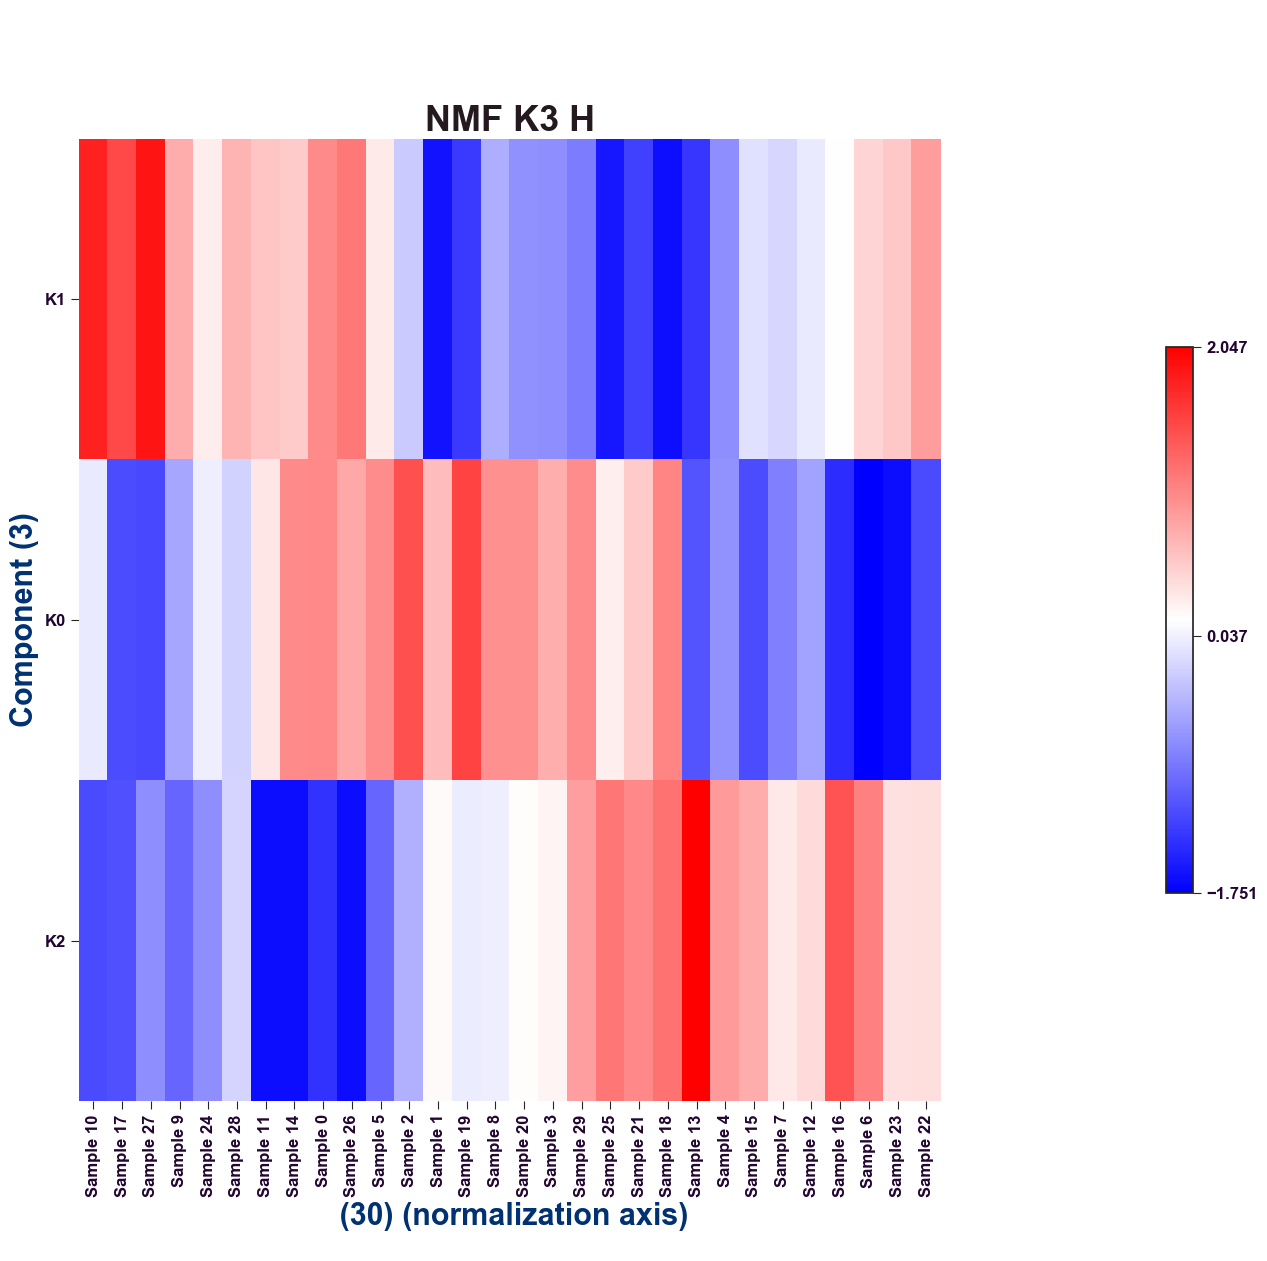 NMF K3 H
Component (3)
K1
K0
K2
2.047
0.037
−1.751
Sample 10
Sample 17
Sample 27
Sample 9
Sample 24
Sample 28
Sample 11
Sample 14
Sample 0
Sample 26
Sample 5
Sample 2
Sample 1
Sample 19
Sample 8
Sample 20
Sample 3
Sample 29
Sample 25
Sample 21
Sample 18
Sample 13
Sample 4
Sample 15
Sample 7
Sample 12
Sample 16
Sample 6
Sample 23
Sample 22
(30) (normalization axis)